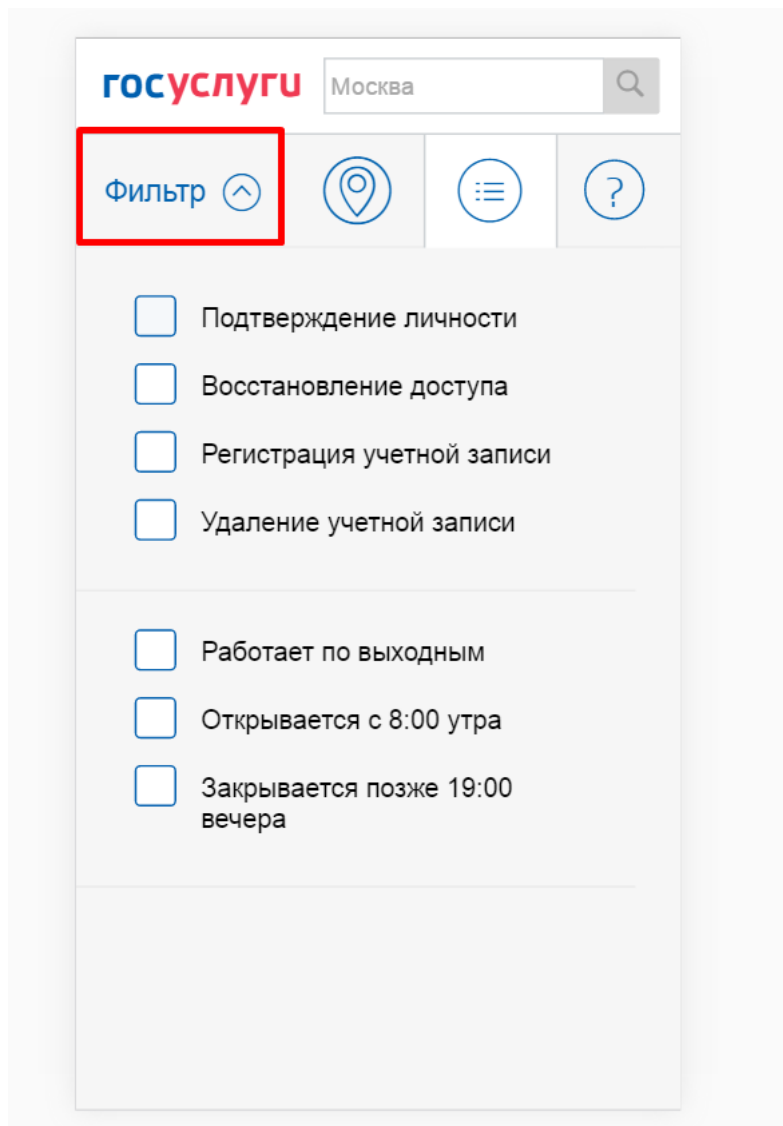 госуслуги
Москва
Фильтр
?
Подтверждение личности
Восстановление доступа
Регистрация учетной записи
Удаление учетной записи
Работает по выходным
Открывается с 8:00 утра
Закрывается позже 19:00
вечера